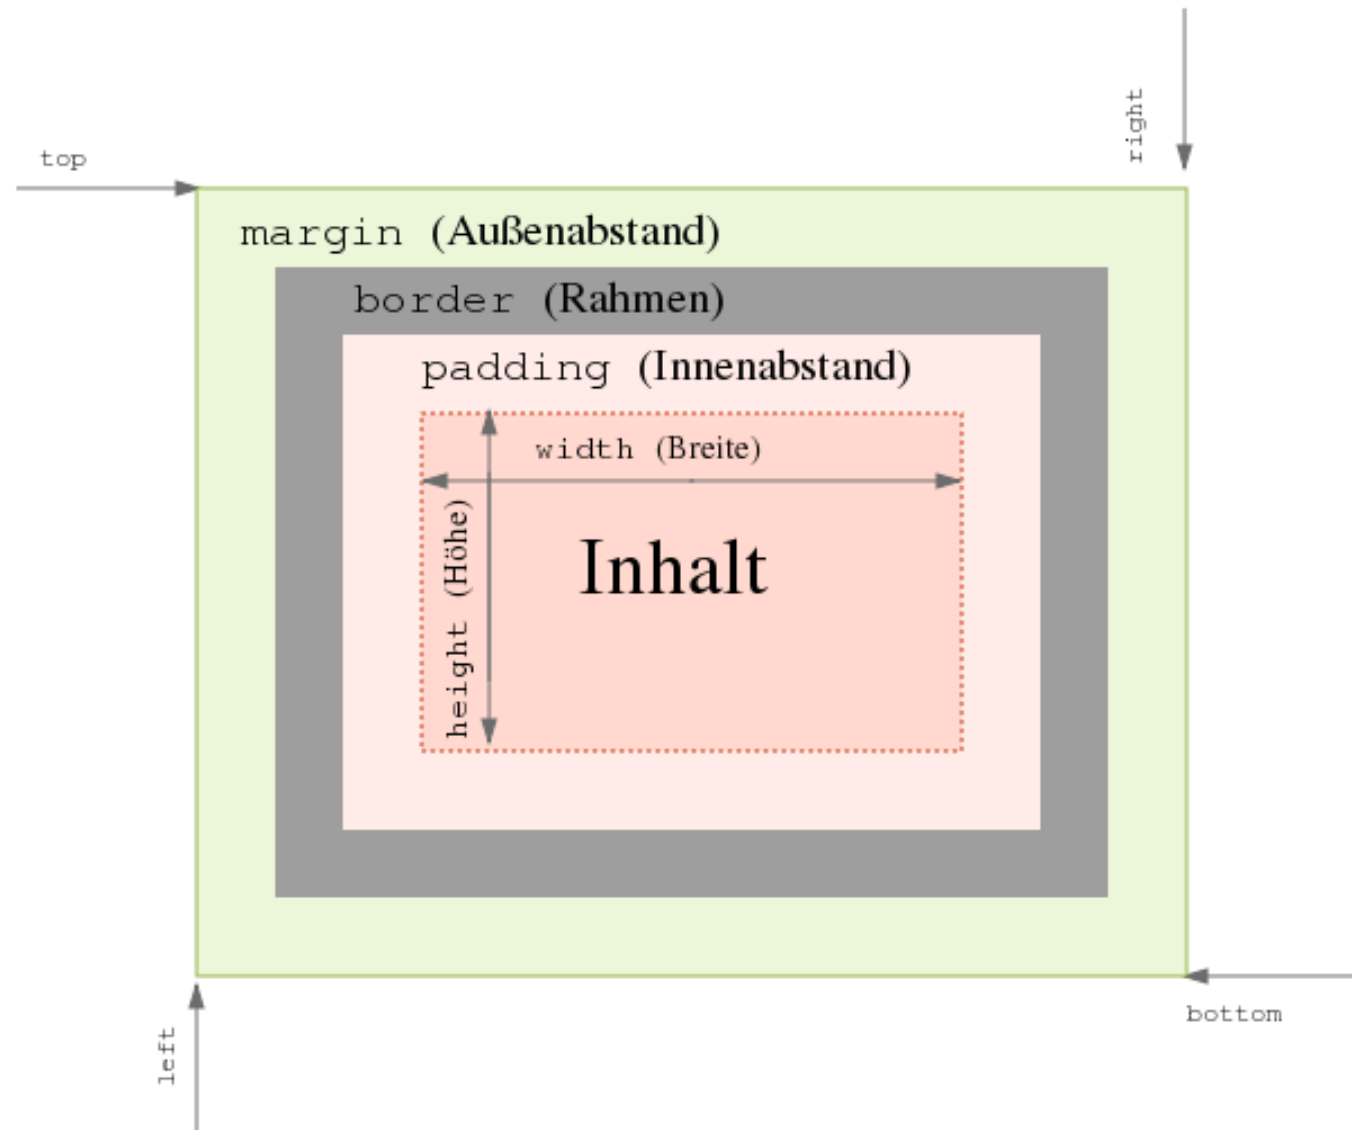 right
top
margin (Außenabstand)
border (Rahmen)
padding (Innenabstand)
width (Breite)
height (Höhe)
Inhalt
bottom
left